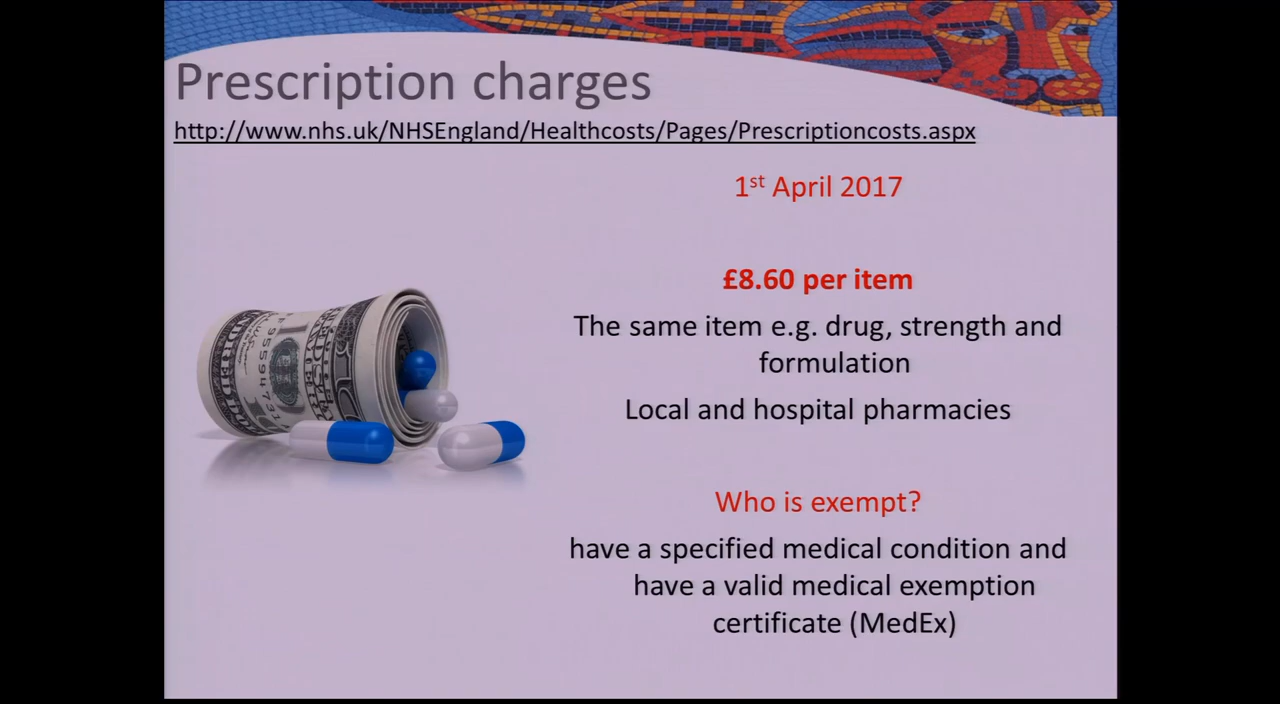 Prescription charges
http://www.nhs.uk/NHSEngland/Healthcosts/Pages/Prescriptioncosts.aspx
1st April 2017
£8.60 per item
The same item e.g. drug, strength and
formulation
Local and hospital pharmacies
Who is exempt?
have a specified medical condition and
have a valid medical exemption
certificate (MedEx)